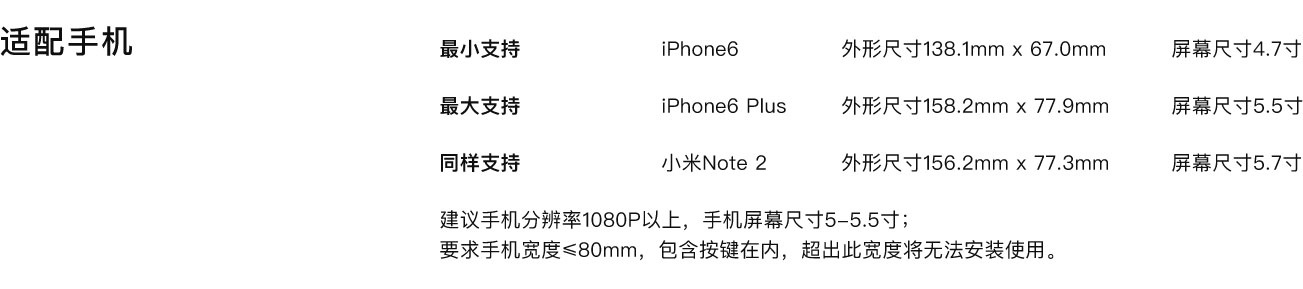 适配手机
最小支持 iPhone6 外形尺寸138.1mm x 67.0mm 屏幕尺寸4.7寸
最大支持 iPhone6 Plus 外形尺寸158.2mm x 77.9mm 屏幕尺寸5.5寸
同样支持 小米Note 2 外形尺寸156.2mm x 77.3mm 屏幕尺寸5.7寸
建议手机分辨率1080P以上，手机屏幕尺寸5–5.5寸；
要求手机宽度≤80mm，包含按键在内，超出此宽度将无法安装使用。